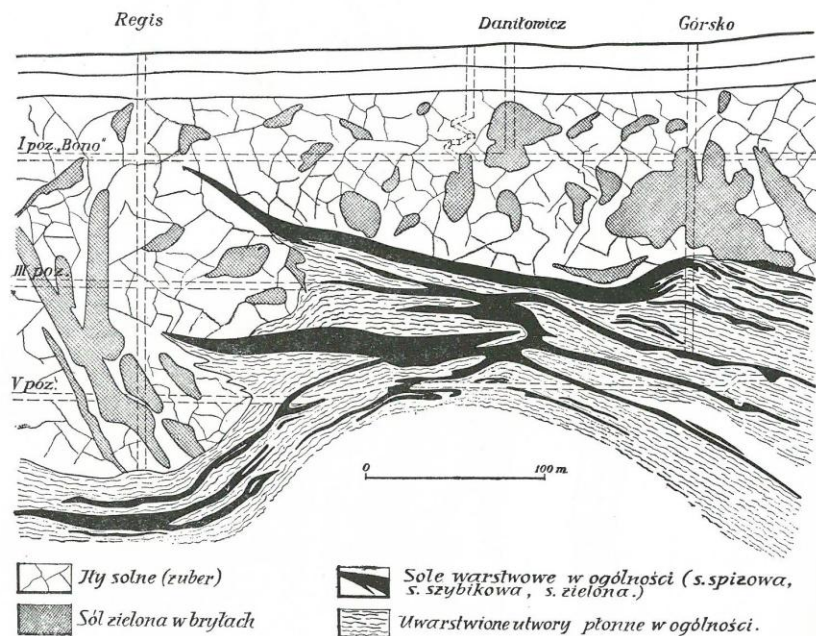 Regis
Daniłowicz
Górsko
I poz. „Bono"
III poz.
V poz.
0 100 m.
Iły solne (zuber)
Sól zielona w bryłach
Sole warstwowe w ogólności (s. spizowa,
s. szybikowa, s. zielona.)
Uwarstwione utwory płonne w ogólności.